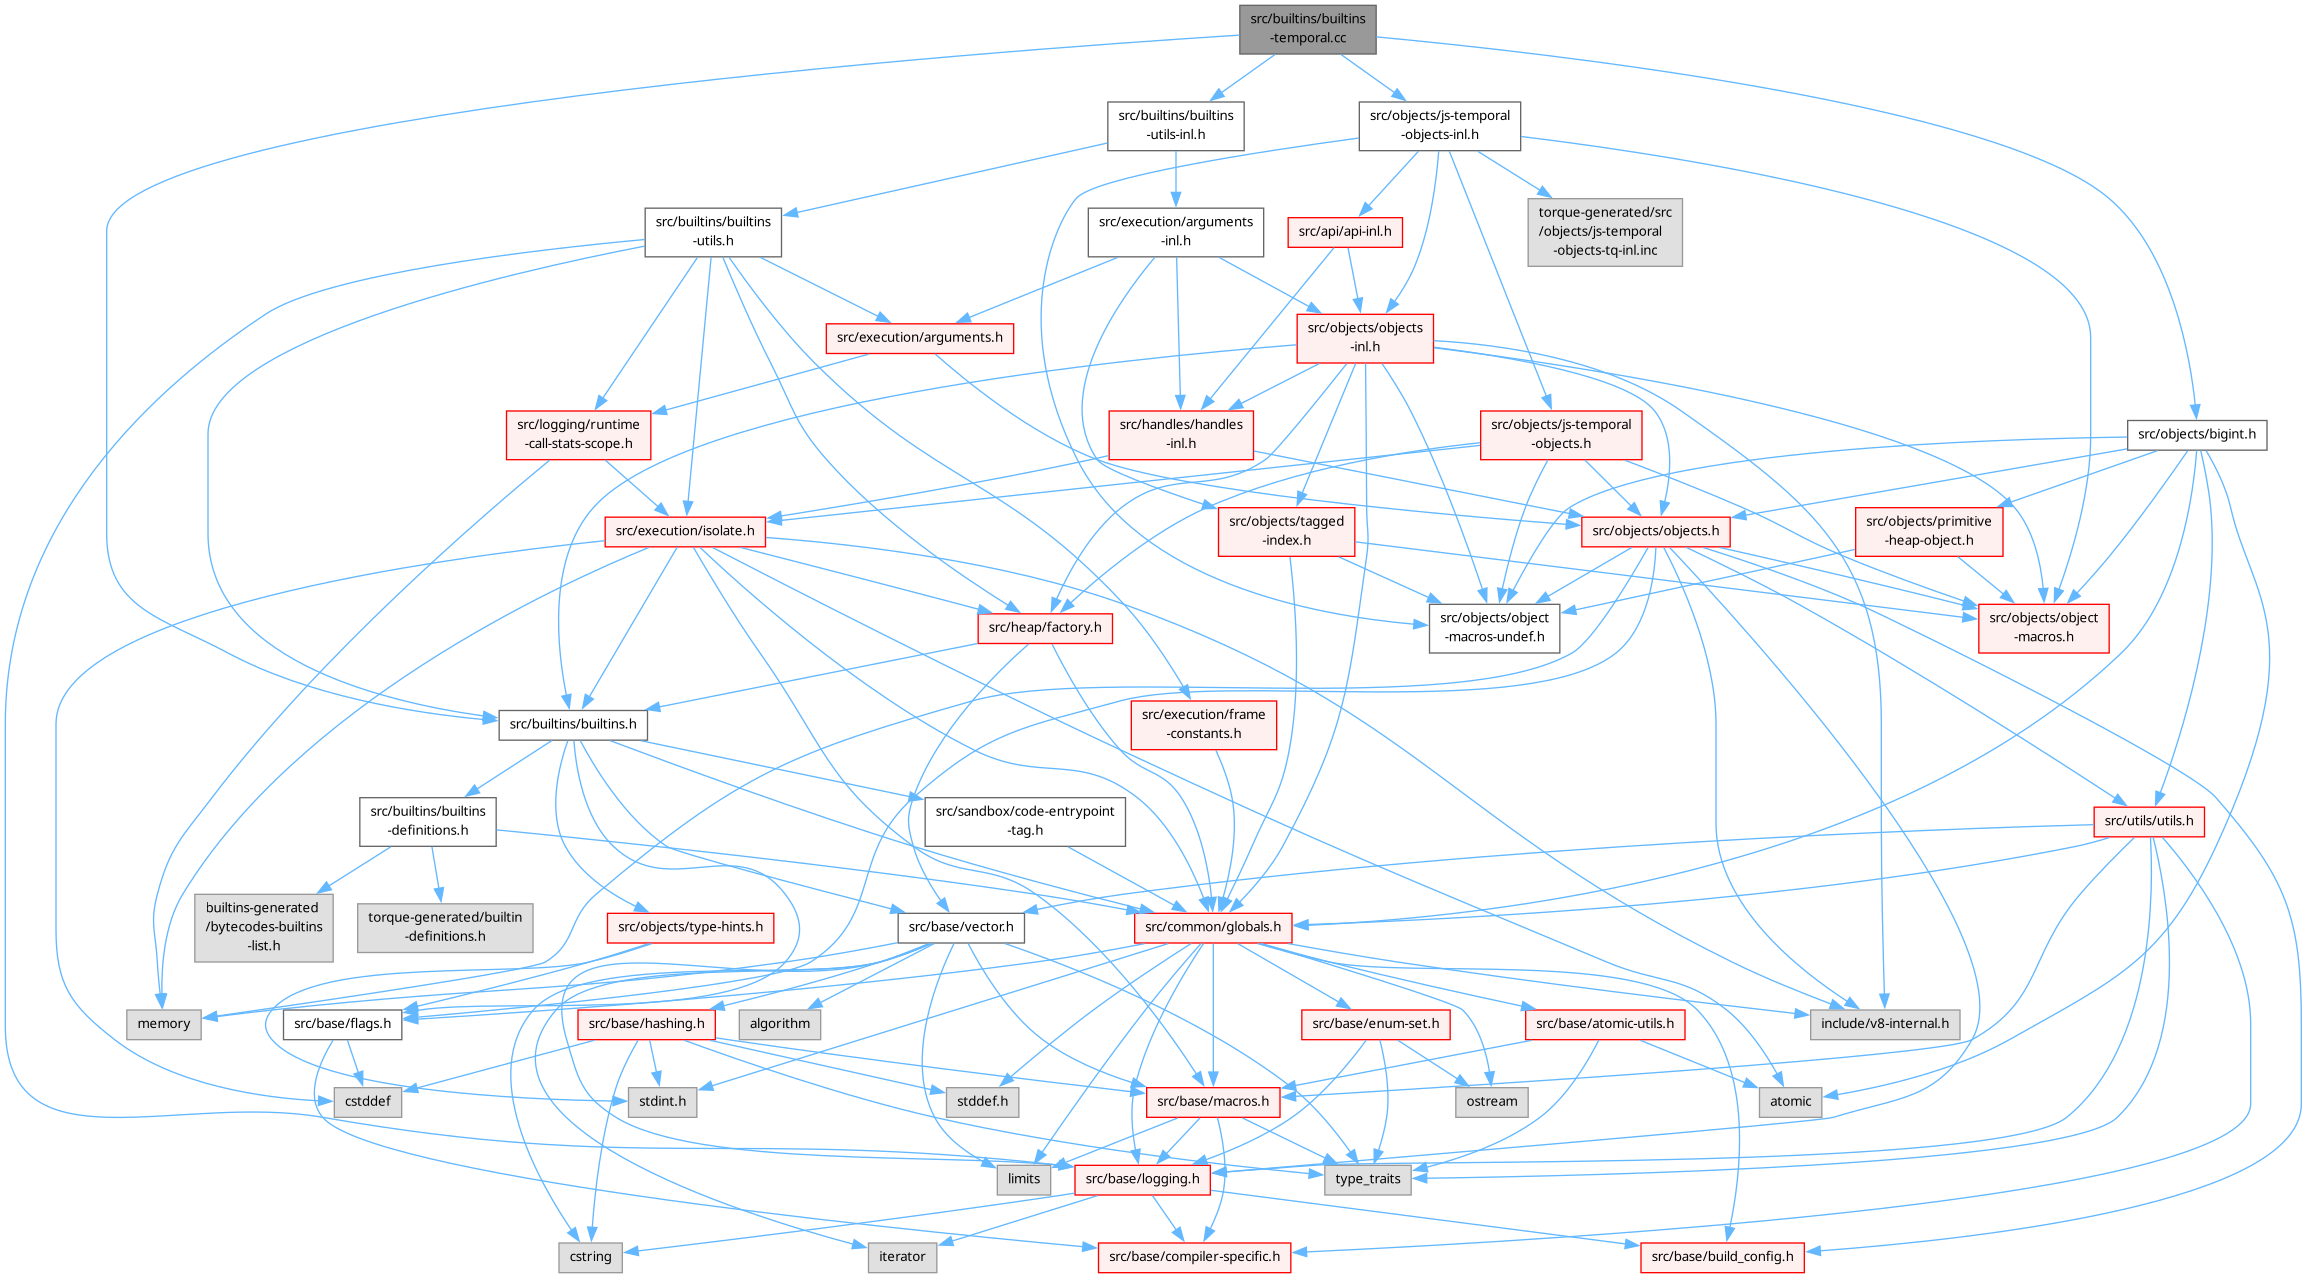 src/builtins/builtins
-temporal.cc
src/builtins/builtins
-utils-inl.h
src/objects/js-temporal
-objects-inl.h
src/builtins/builtins
-utils.h
src/execution/arguments
-inl.h
src/api/api-inl.h
torque-generated/src
/objects/js-temporal
-objects-tq-inl.inc
src/execution/arguments.h
src/objects/objects
-inl.h
src/logging/runtime
-call-stats-scope.h
src/handles/handles
-inl.h
src/objects/js-temporal
-objects.h
src/objects/bigint.h
src/execution/isolate.h
src/objects/tagged
-index.h
src/objects/objects.h
src/objects/primitive
-heap-object.h
src/heap/factory.h
src/objects/object
-macros-undef.h
src/objects/object
-macros.h
src/builtins/builtins.h
src/execution/frame
-constants.h
src/builtins/builtins
-definitions.h
src/sandbox/code-entrypoint
-tag.h
src/utils/utils.h
builtins-generated
/bytecodes-builtins
-list.h
torque-generated/builtin
-definitions.h
src/objects/type-hints.h
src/base/vector.h
src/common/globals.h
memory
src/base/flags.h
src/base/hashing.h
algorithm
src/base/enum-set.h
src/base/atomic-utils.h
include/v8-internal.h
cstddef
stdint.h
stddef.h
src/base/macros.h
ostream
atomic
limits
src/base/logging.h
type_traits
cstring
iterator
src/base/compiler-specific.h
src/base/build_config.h